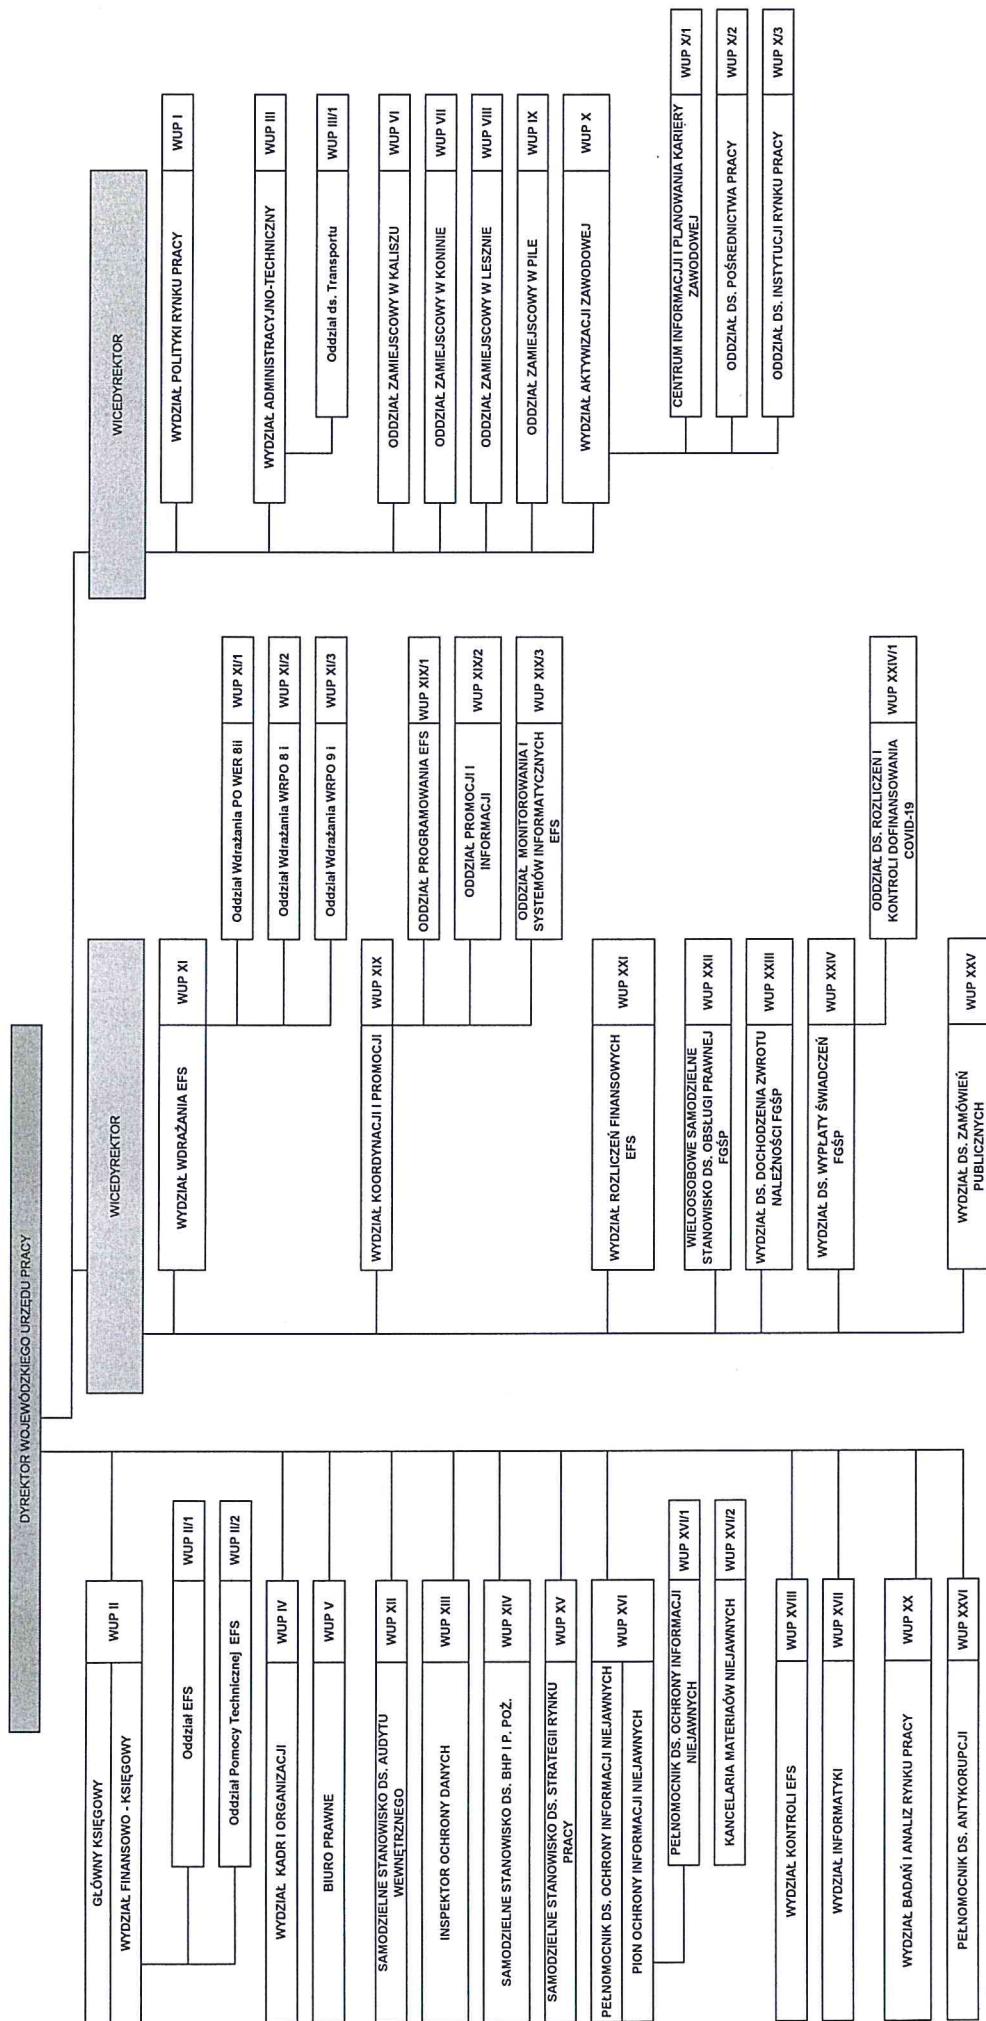 DYREKTOR WOJEWÓDZKIEGO URZĘDU PRACY
GŁÓWNY KSIĘGOWY
WYDZIAŁ FINANSOWO - KSIĘGOWY
WUP II
Oddział EFS
WUP II/1
Oddział Pomocy Technicznej EFS
WUP II/2
WYDZIAŁ KADR I ORGANIZACJI
WUP IV
BIURO PRAWNE
WUP V
SAMODZIELNE STANOWISKO DS. AUDYTU
WEWNĘTRZNEGO
WUP XII
INSPEKTOR OCHRONY DANYCH
WUP XIII
SAMODZIELNE STANOWISKO DS. BHP I P. POŻ.
WUP XIV
SAMODZIELNE STANOWISKO DS. STRATEGII RYNKU
PRACY
WUP XV
PEŁNOMOCNIK DS. OCHRONY INFORMACJI NIEJAWNYCH
PION OCHRONY INFORMACJI NIEJAWNYCH
WUP XVI
PEŁNOMOCNIK DS. OCHRONY INFORMACJI
NIEJAWNYCH
WUP XVI/1
KANCELARIA MATERIAÓW NIEJAWNYCH
WUP XVI/2
WYDZIAŁ KONTROLI EFS
WUP XVIII
WYDZIAŁ INFORMATYKI
WUP XVII
WYDZIAŁ BADAŃ I ANALIZ RYNKU PRACY
WUP XX
PEŁNOMOCNIK DS. ANTYKORUPCJI
WUP XXVI
WICEDYREKTOR
WYDZIAŁ WDRAŻANIA EFS
WUP XI
Oddział Wdrażania PO WER 8ii
WUP XI/1
Oddział Wdrażania WRPO 8 i
WUP XI/2
Oddział Wdrażania WRPO 9 i
WUP XI/3
WYDZIAŁ KOORDYNACJI I PROMOCJI
WUP XIX
ODDZIAŁ PROGRAMOWANIA EFS
WUP XIX/1
ODDZIAŁ PROMOCJI I
INFORMACJI
WUP XIX/2
ODDZIAŁ MONITOROWANIA I
SYSTEMÓW INFORMATYCZNYCH
EFS
WUP XIX/3
WYDZIAŁ ROZLICZEŃ FINANSOWYCH
EFS
WUP XXI
WIELOOSOBOWE SAMODZIELNE
STANOWISKO DS. OBSŁUGI PRAWNEJ
FGŚP
WUP XXII
WYDZIAŁ DS. DOCHODZENIA ZWROTU
NALEŻNOŚCI FGŚP
WUP XXIII
WYDZIAŁ DS. WYPŁATY ŚWIADCZEŃ
FGŚP
WUP XXIV
ODDZIAŁ DS. ROZLICZEŃ I
KONTROLI DOFINANSOWANIA
COVID-19
WUP XXIV/1
WYDZIAŁ DS. ZAMÓWIEŃ
PUBLICZNYCH
WUP XXV
WICEDYREKTOR
WYDZIAŁ POLITYKI RYNKU PRACY
WUP I
WYDZIAŁ ADMINISTRACYJNO-TECHNICZNY
WUP III
Oddział ds. Transportu
WUP III/1
ODDZIAŁ ZAMIEJSCOWY W KALISZU
WUP VI
ODDZIAŁ ZAMIEJSCOWY W KONINIE
WUP VII
ODDZIAŁ ZAMIEJSCOWY W LESZNIE
WUP VIII
ODDZIAŁ ZAMIEJSCOWY W PILE
WUP IX
WYDZIAŁ AKTYWIZACJI ZAWODOWEJ
WUP X
CENTRUM INFORMACJJI I PLANOWANIA KARIERY
ZAWODOWEJ
WUP X/1
ODDZIAŁ DS. POŚREDNICTWA PRACY
WUP X/2
ODDZIAŁ DS. INSTYTUCJI RYNKU PRACY
WUP X/3